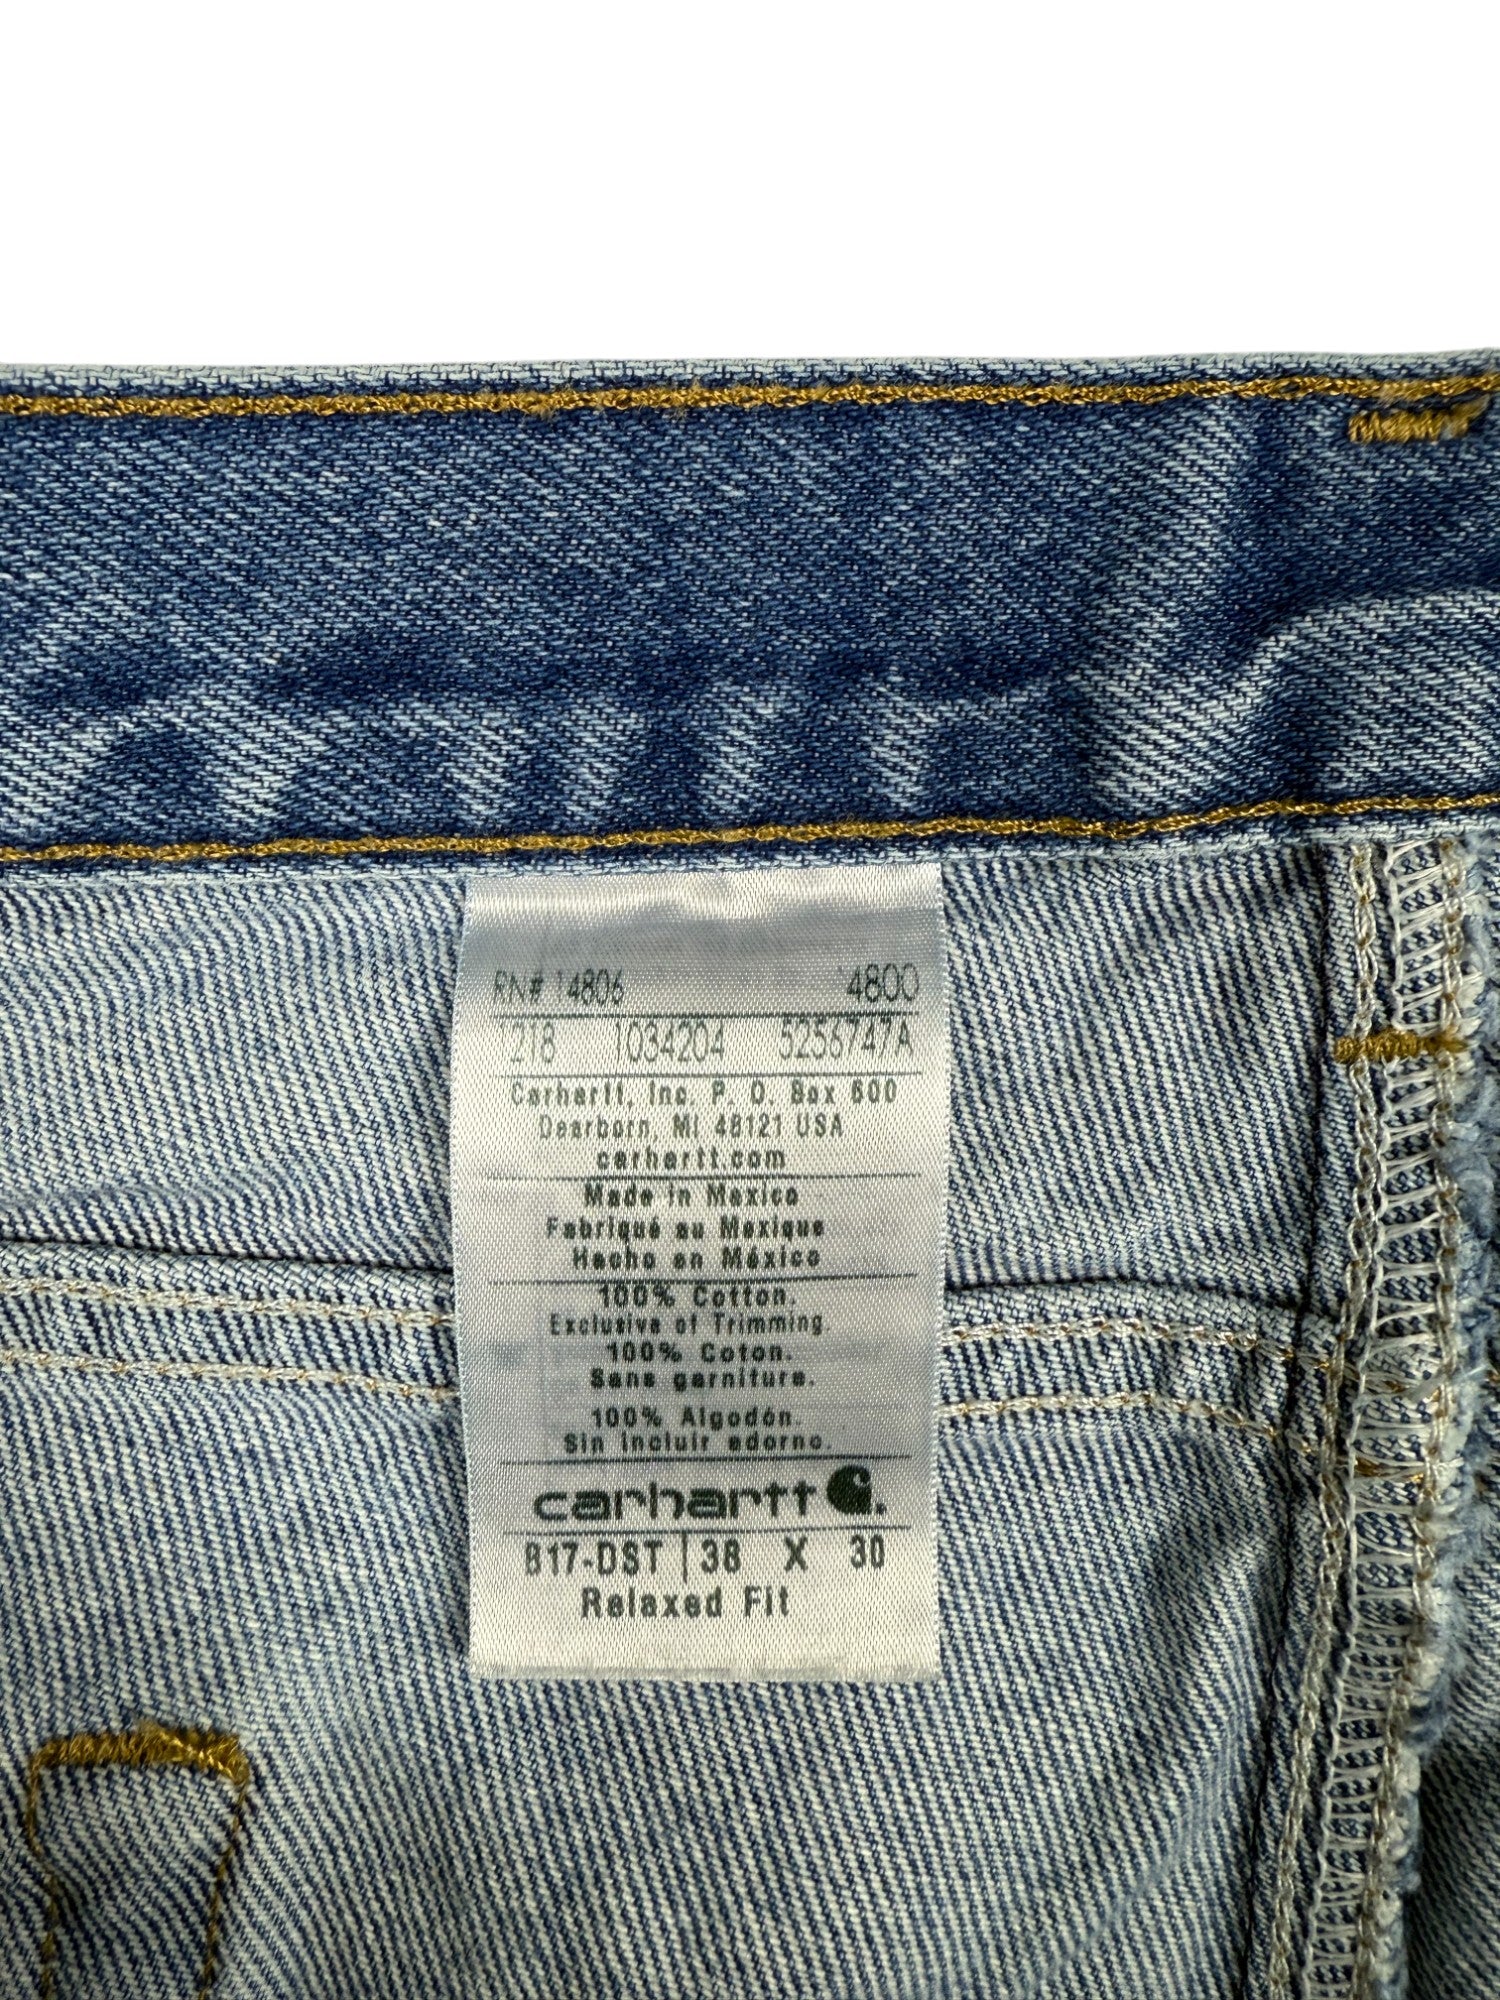 RN# 14806 4800
1218 1034204 5256747A
Carhartt, Inc. P. O. Box 600
Dearborn, MI 48121 USA
carhartt.com
Made in Mexico
Fabriqué au Mexique
Hecho en México
100% Cotton.
Exclusive of Trimming.
100% Coton.
Sans garniture.
100% Algodón.
Sin incluir adorno.
carhartt
B17-DST | 38 X 30
Relaxed Fit